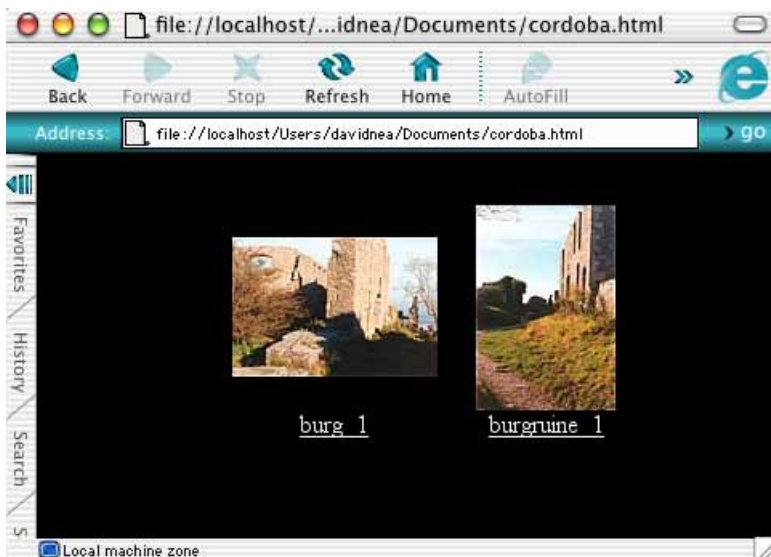 file://localhost/...idnea/Documents/cordoba.html
Back Forward Stop Refresh Home AutoFill »
Address: file://localhost/Users/davidnea/Documents/cordoba.html go
Favorites
History
Search
S
burg 1 burgruine 1
Local machine zone